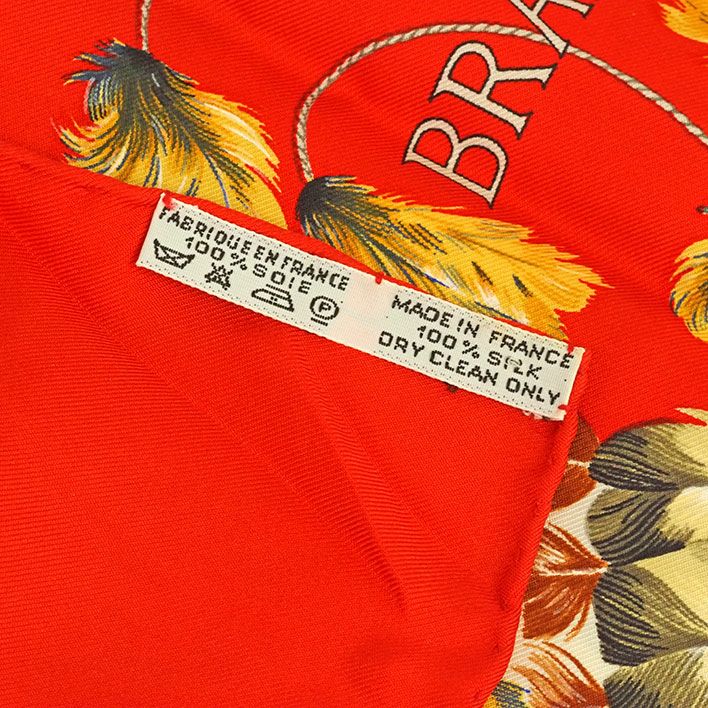 BRA
FABRIQUE EN FRANCE
100% SOIE
P
MADE IN FRANCE
100% SILK
DRY CLEAN ONLY